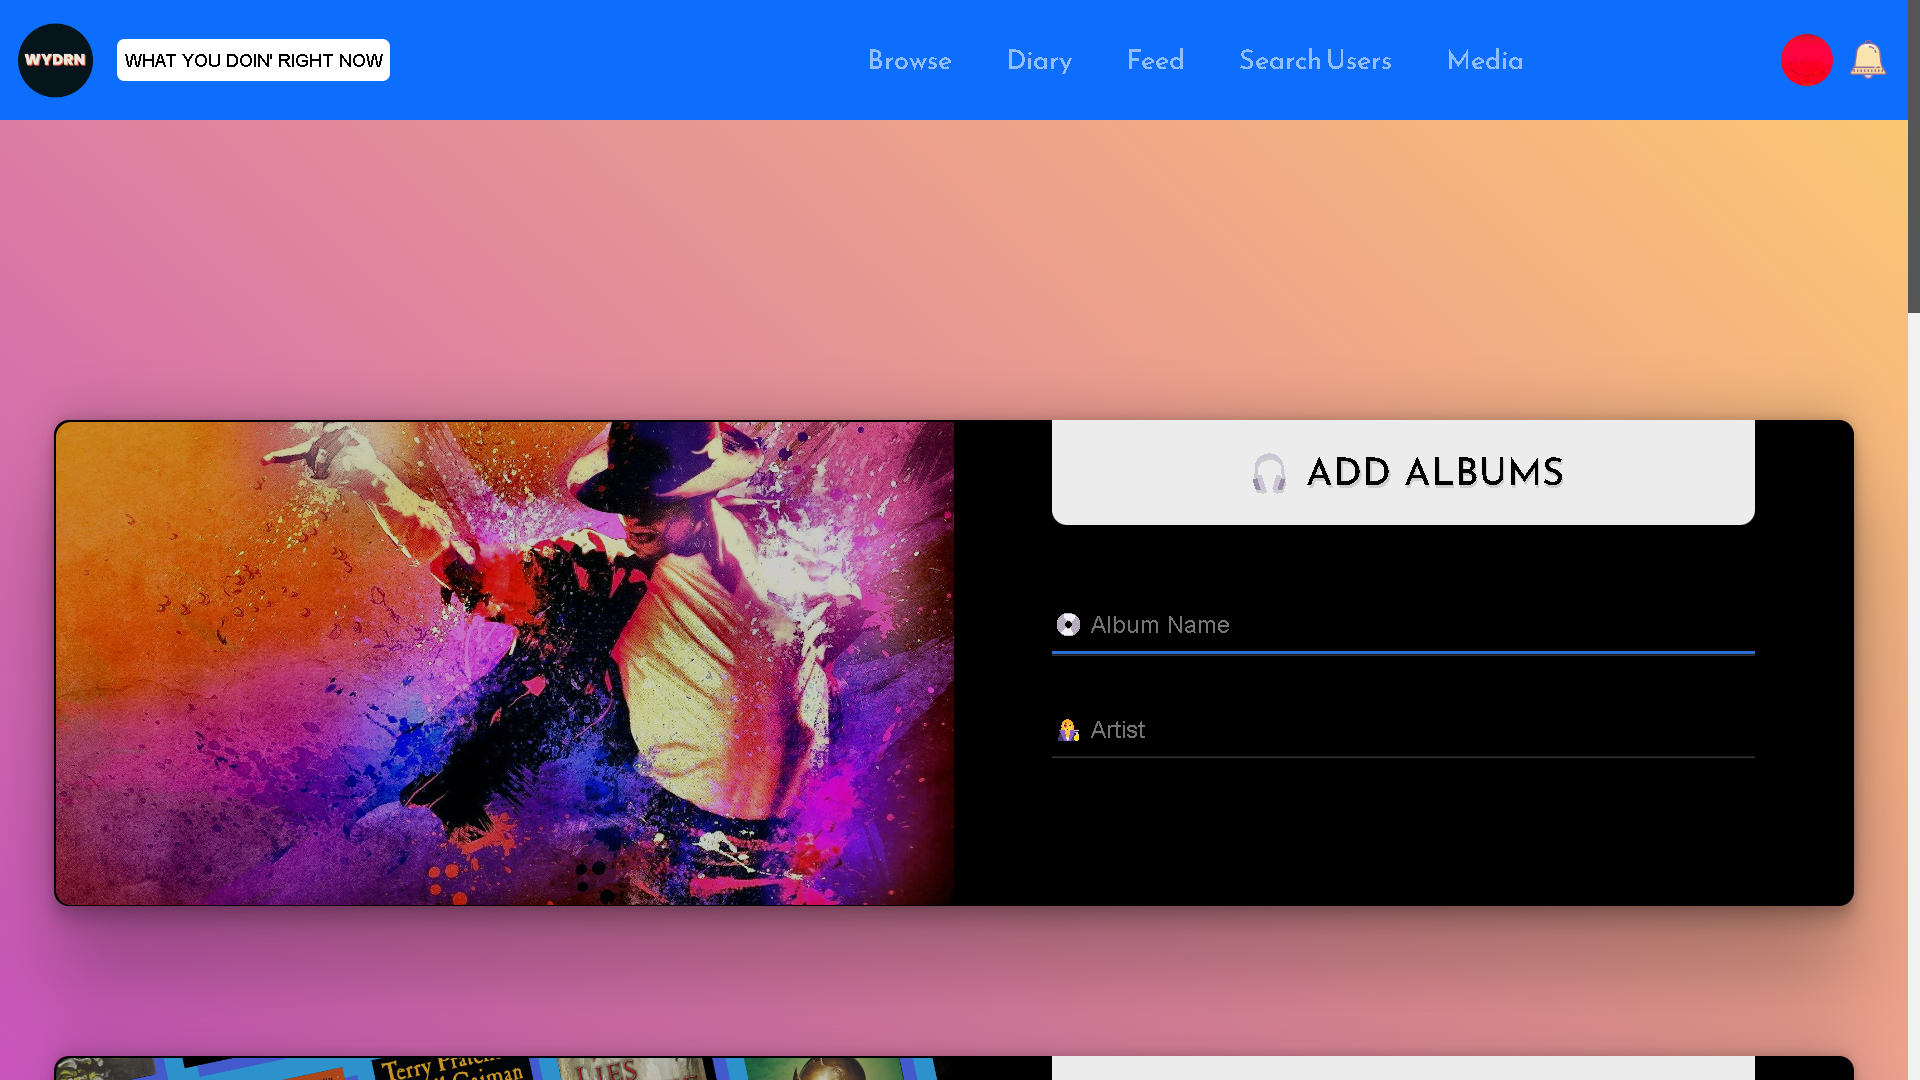 WYDRN
WHAT YOU DOIN' RIGHT NOW
Browse
Diary
Feed
Search Users
Media
ADD ALBUMS
Album Name
Artist
Terry
Gaiman
LIES